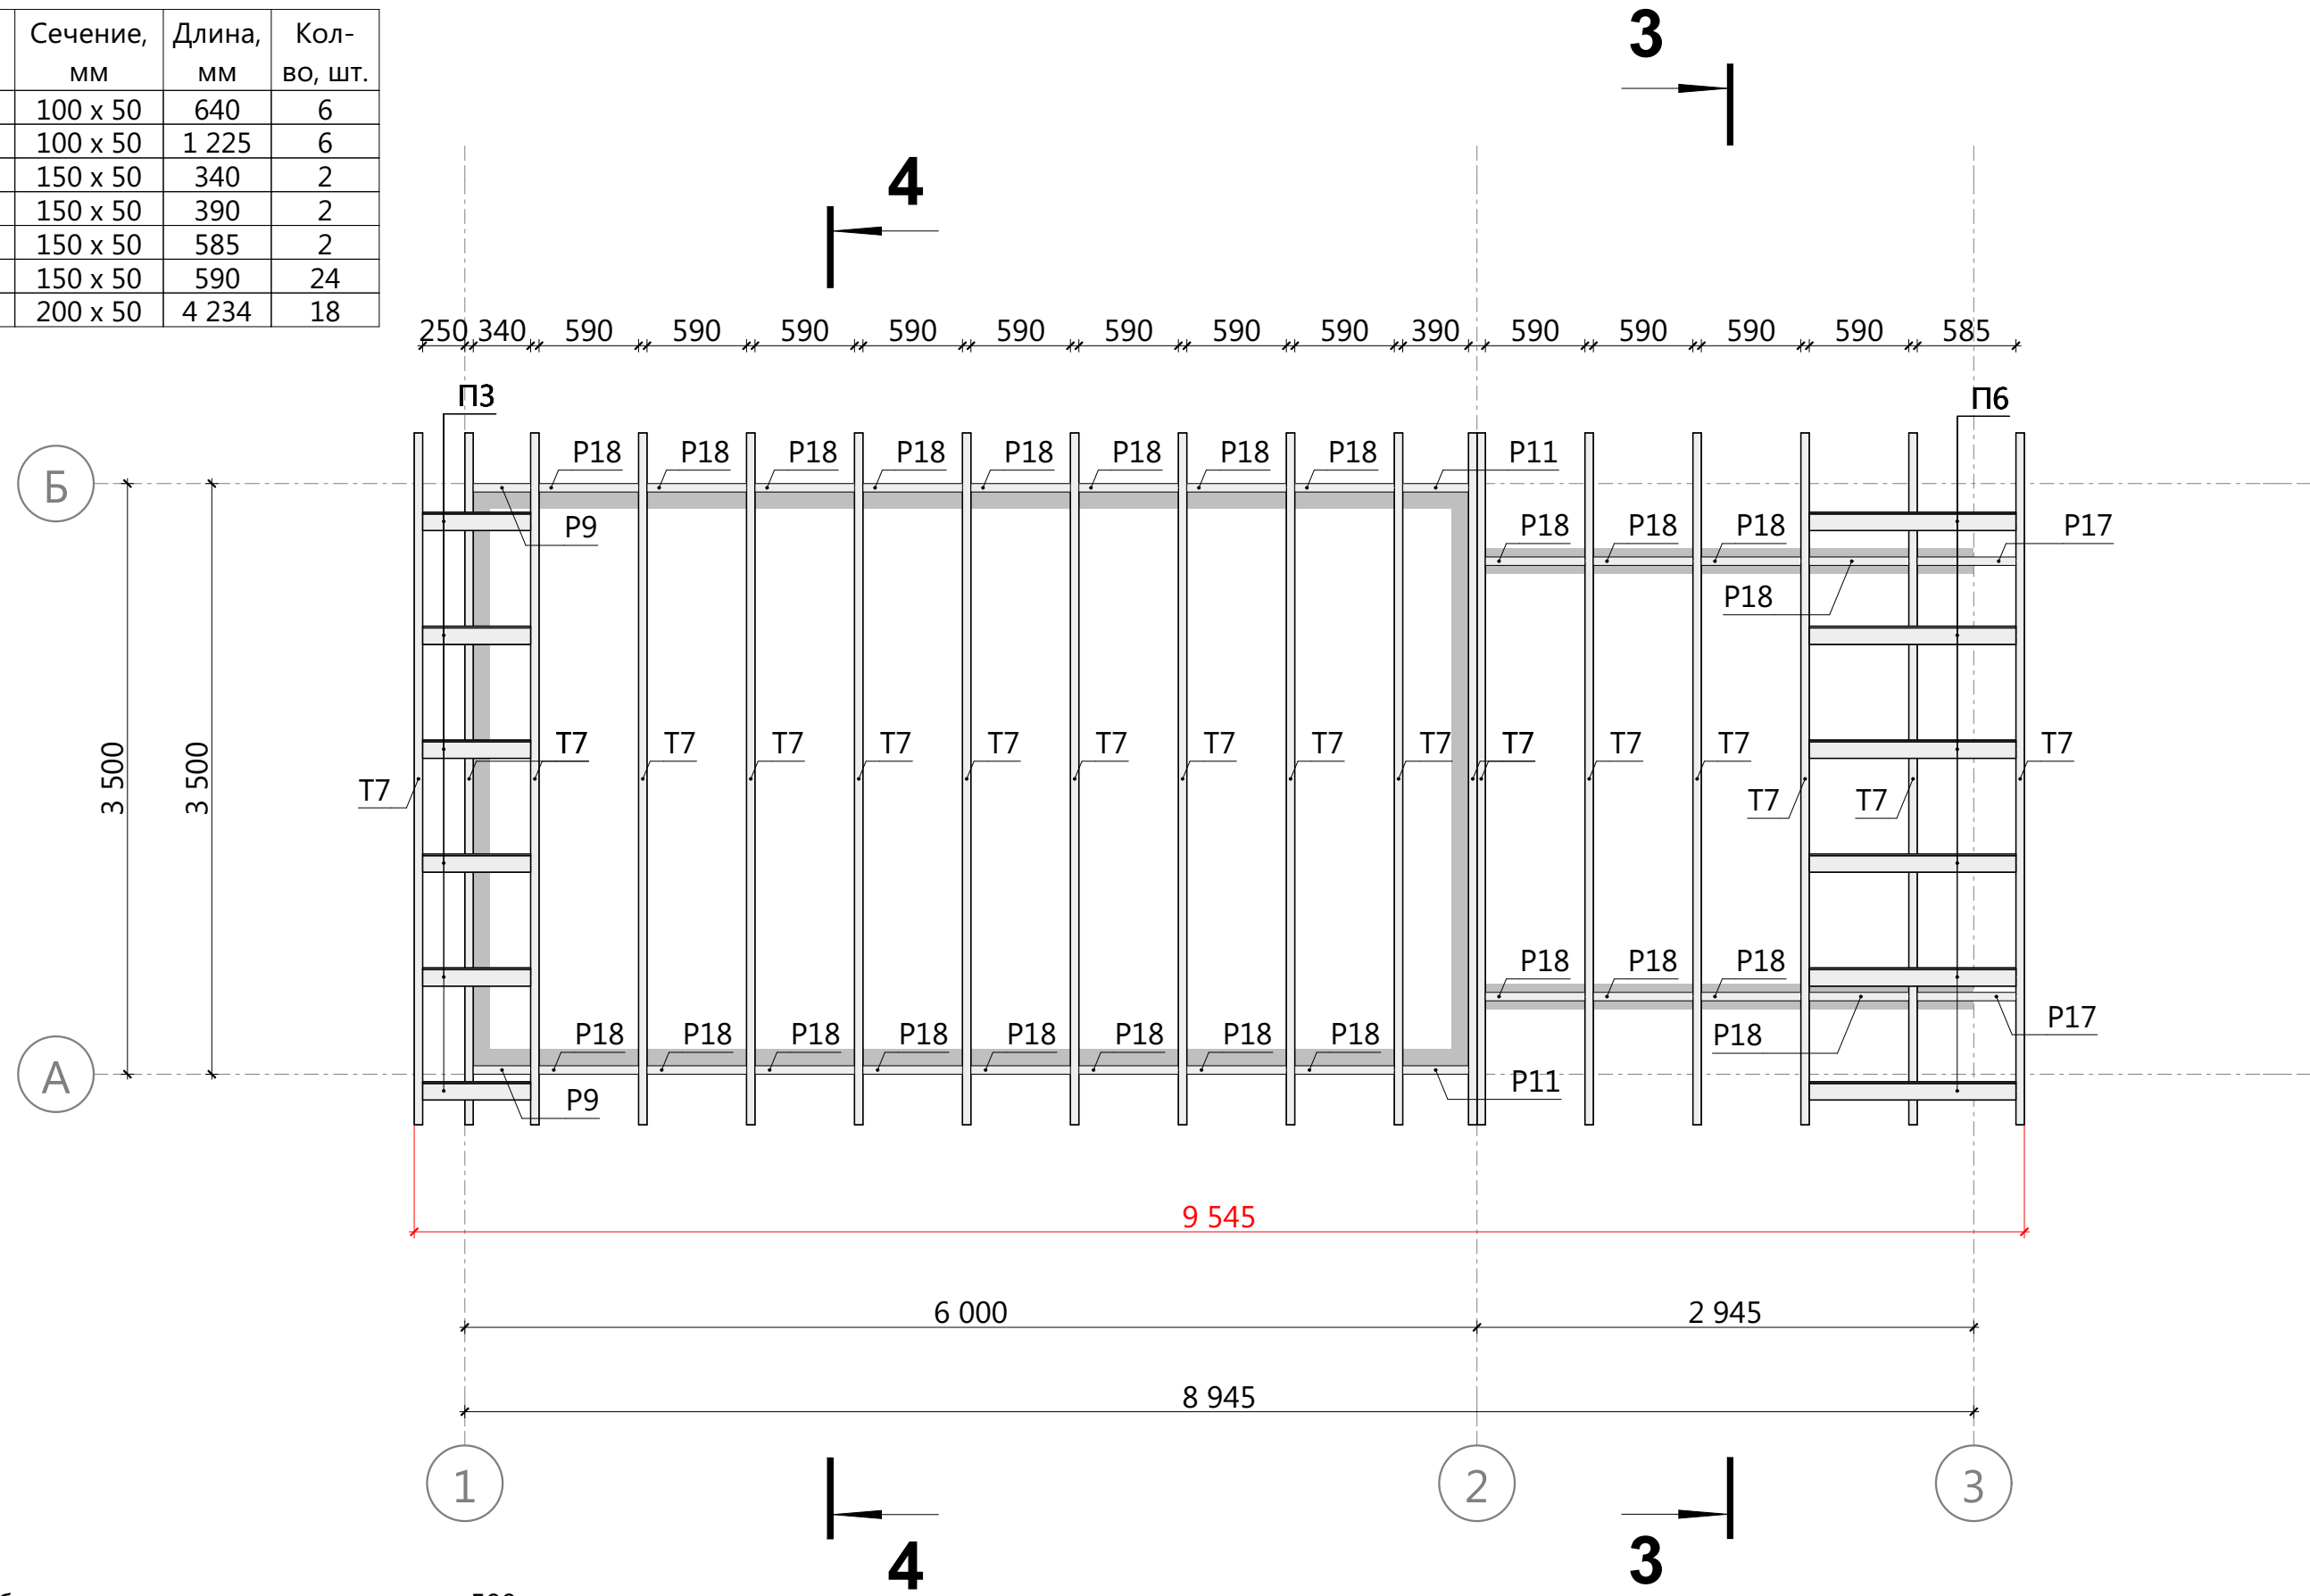 Сечение, мм Длина, мм Кол-во, шт.
100 x 50 640 6
100 x 50 1 225 6
150 x 50 340 2
150 x 50 390 2
150 x 50 585 2
150 x 50 590 24
200 x 50 4 234 18
3
4
250 340 590 590 590 590 590 590 590 590 390 590 590 590 590 585
П3 П6
Р18 Р18 Р18 Р18 Р18 Р18 Р18 Р18 Р11
Б
Р9 Р18 Р18 Р18 Р17
Р18
3 500 3 500
Т7 Т7 Т7 Т7 Т7 Т7 Т7 Т7 Т7 Т7 Т7 Т7 Т7
Т7 Т7 Т7
Р18 Р18 Р18
Р17
Р18 Р18 Р18 Р18 Р18 Р18 Р18 Р18 Р18
А
Р9 Р11
9 545
6 000 2 945
8 945
1 2 3
4 3